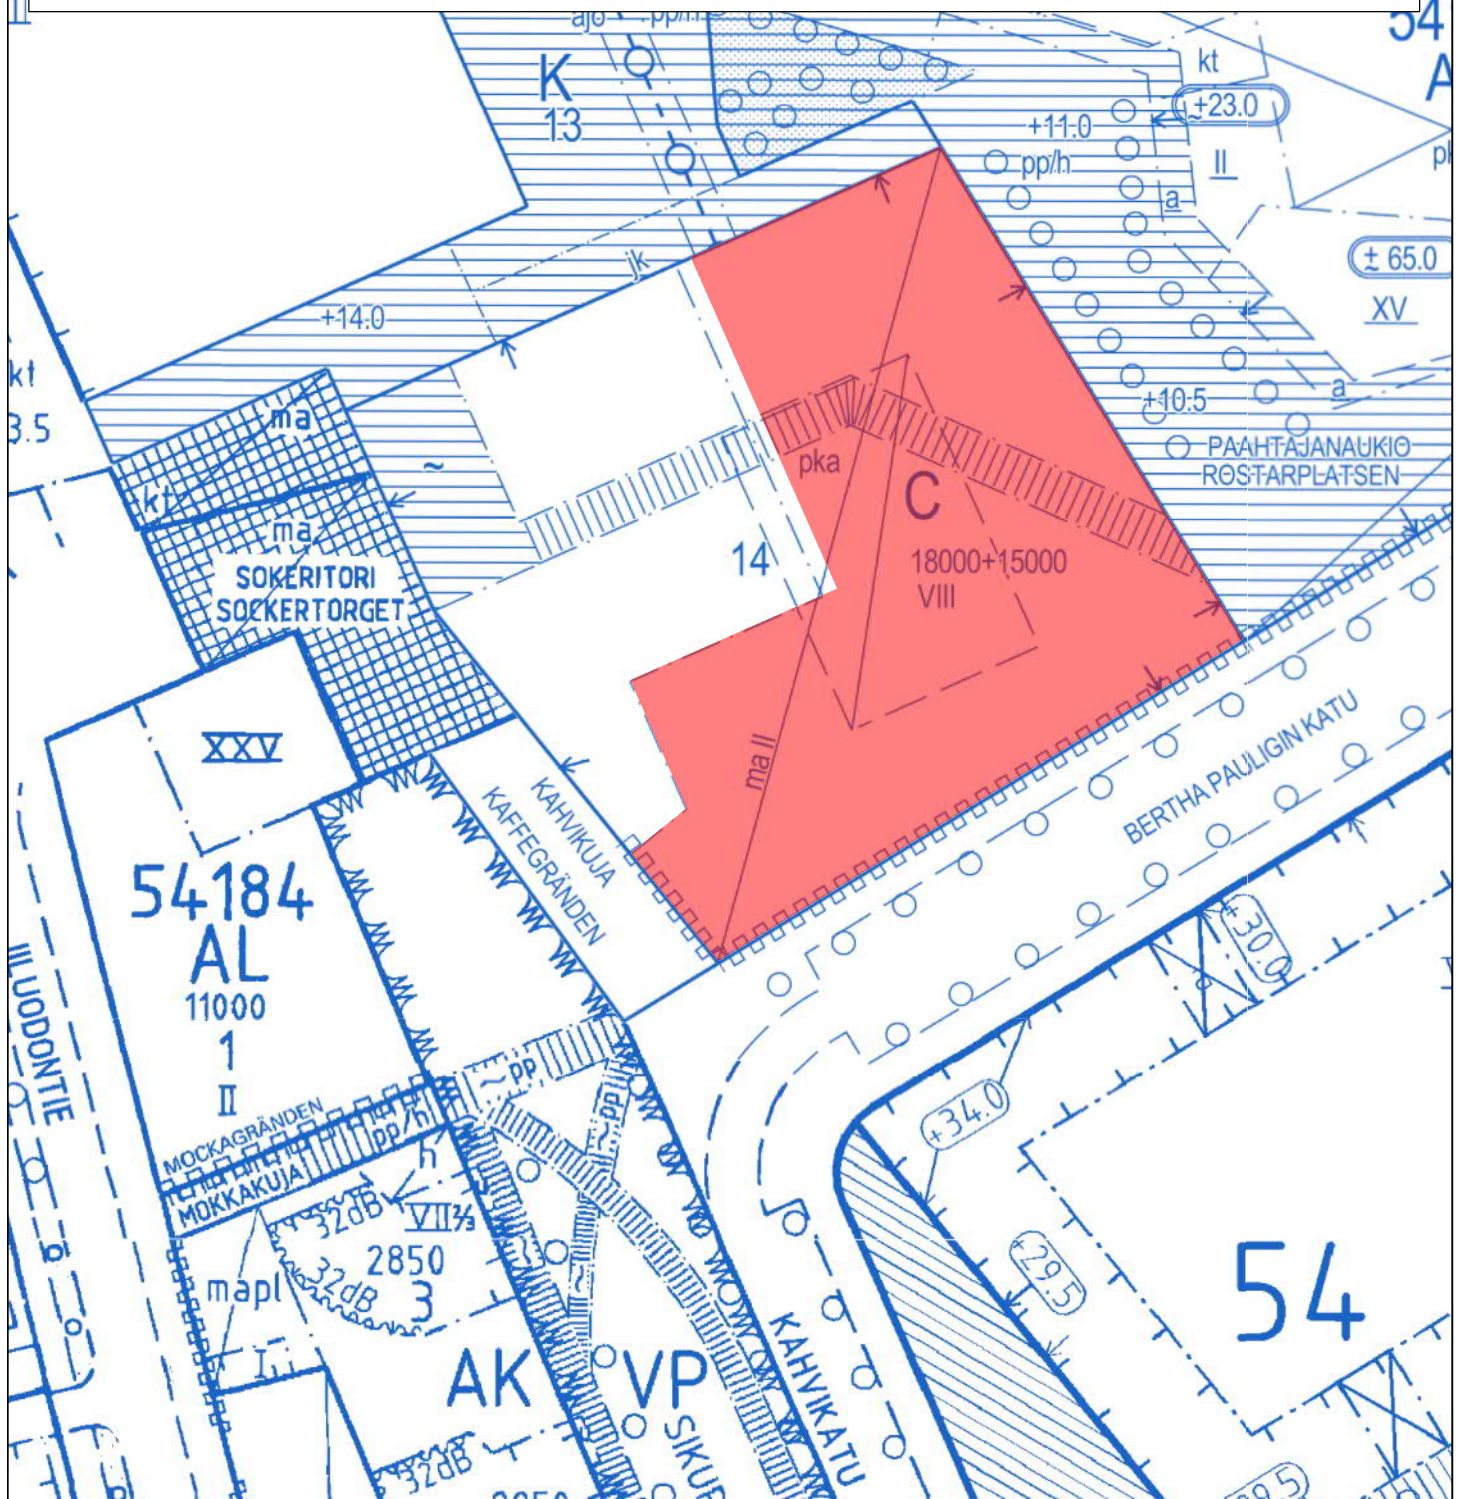 ajo
pp/h
54
A
K
13
kt
+23.0
+11.0
pp/h
II
a
jk
± 65.0
XV
+14.0
kt
3.5
ma
kt
~
ma
SOKERITORI
SOCKERTORGET
+10.5
a
PAAHTAJANAUKIO
ROSTARPLATSEN
pka
C
14
18000+15000
VIII
ma II
XXV
KAHVIKUJA
KAFFEGRÄNDEN
BERTHA PAULIGIN KATU
54184
AL
11000
1
II
+30.0
+34.0
~pp
~pp
MOCKAGRÄNDEN
MOKKAKUJA
pp/h
h
32dB
VII⅔
2850
32dB
3
mapl
I
+29.5
54
AK
VP
KAHVIKATU
32dB